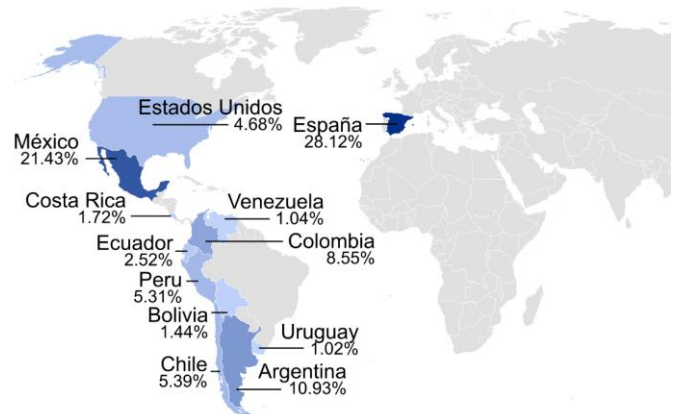 Estados Unidos
4.68%
España
28.12%
México
21.43%
Costa Rica
1.72%
Venezuela
1.04%
Ecuador
2.52%
Colombia
8.55%
Peru
5.31%
Bolivia
1.44%
Uruguay
1.02%
Chile
5.39%
Argentina
10.93%